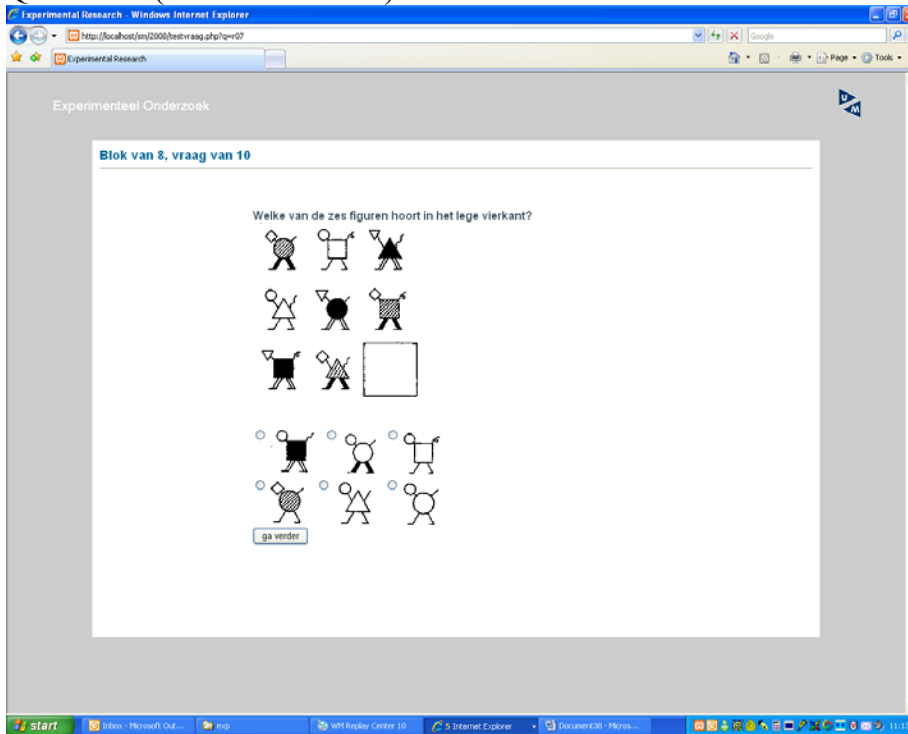 Experimental Research - Windows Internet Explorer
http://localhost/sm/2008/testvraag.php?q=r07
Google
Experimental Research
Page
Tools
Experimenteel Onderzoek
U
M
Blok van 8, vraag van 10
Welke van de zes figuren hoort in het lege vierkant?
ga verder
start
Inbox - Microsoft Out...
exp
WM Replay Center 10
5 Internet Explorer
Document38 - Micros...